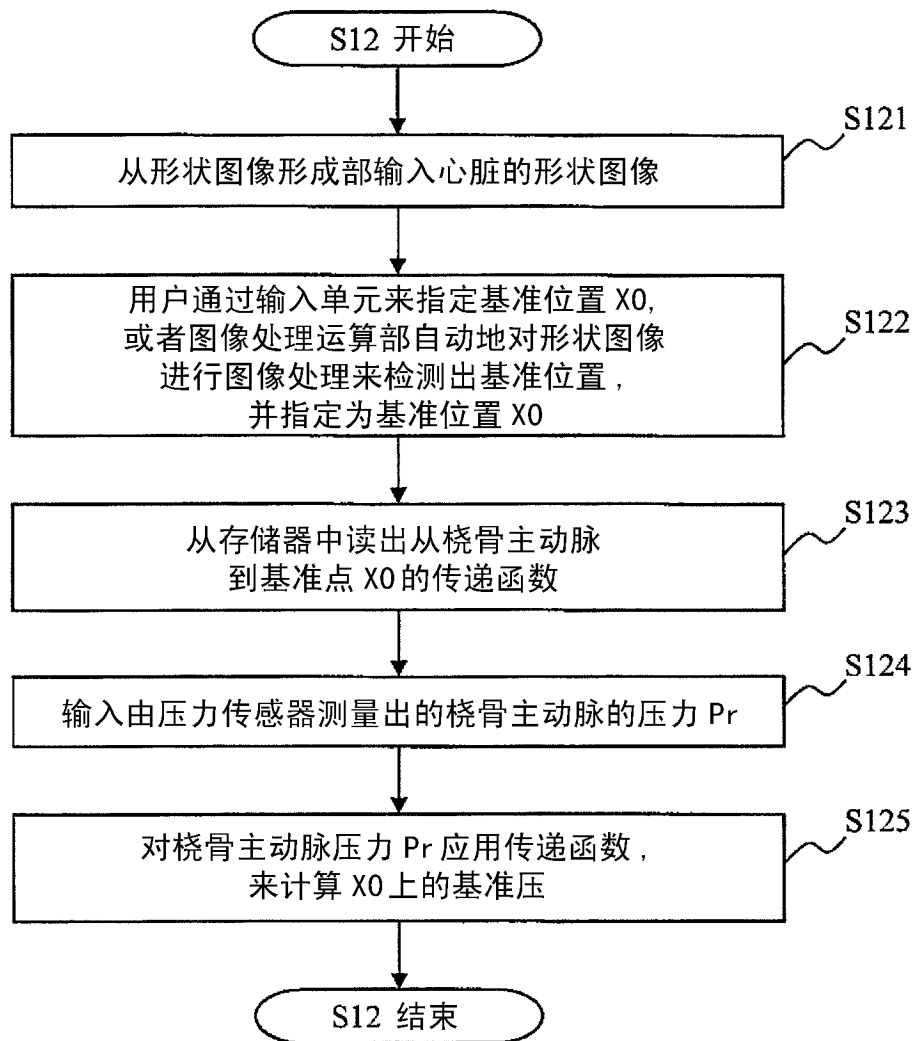 S12 开始
S121
从形状图像形成部输入心脏的形状图像
S122
用户通过输入单元来指定基准位置 X0,
或者图像处理运算部自动地对形状图像
进行图像处理来检测出基准位置,
并指定为基准位置 X0
S123
从存储器中读出从桡骨主动脉
到基准点 X0 的传递函数
S124
输入由压力传感器测量出的桡骨主动脉的压力 Pr
S125
对桡骨主动脉压力 Pr 应用传递函数,
来计算 X0 上的基准压
S12 结束